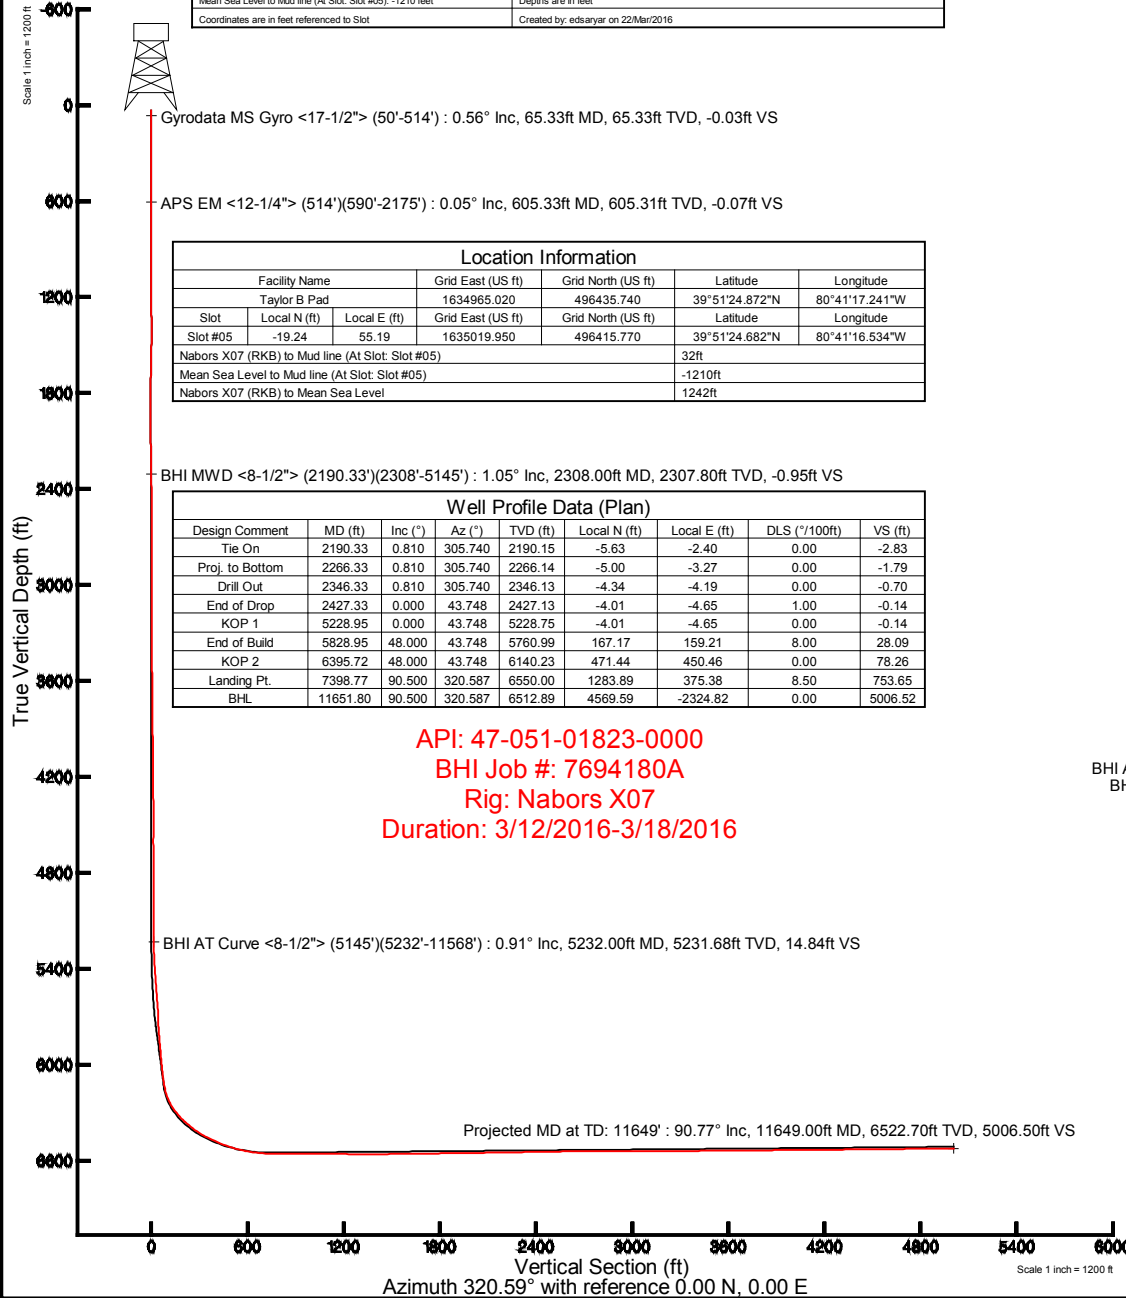 Mean Sea Level to Mud line (At Slot: Slot #05): -1210 feet Depths are in feet
Coordinates are in feet referenced to Slot Created by: edsaryar on 22/Mar/2016
Scale 1 inch = 1200 ft
-600
0
Gyrodata MS Gyro <17-1/2"> (50'-514') : 0.56° Inc, 65.33ft MD, 65.33ft TVD, -0.03ft VS
600
APS EM <12-1/4"> (514')(590'-2175') : 0.05° Inc, 605.33ft MD, 605.31ft TVD, -0.07ft VS
Location Information
Facility Name Grid East (US ft) Grid North (US ft) Latitude Longitude
Taylor B Pad 1634965.020 496435.740 39°51'24.872"N 80°41'17.241"W
Slot Local N (ft) Local E (ft) Grid East (US ft) Grid North (US ft) Latitude Longitude
Slot #05 -19.24 55.19 1635019.950 496415.770 39°51'24.682"N 80°41'16.534"W
Nabors X07 (RKB) to Mud line (At Slot: Slot #05) 32ft
Mean Sea Level to Mud line (At Slot: Slot #05) -1210ft
Nabors X07 (RKB) to Mean Sea Level 1242ft
1200
1800
BHI MWD <8-1/2"> (2190.33')(2308'-5145') : 1.05° Inc, 2308.00ft MD, 2307.80ft TVD, -0.95ft VS
2400
Well Profile Data (Plan)
Design Comment MD (ft) Inc (°) Az (°) TVD (ft) Local N (ft) Local E (ft) DLS (°/100ft) VS (ft)
Tie On 2190.33 0.810 305.740 2190.15 -5.63 -2.40 0.00 -2.83
Proj. to Bottom 2266.33 0.810 305.740 2266.14 -5.00 -3.27 0.00 -1.79
Drill Out 2346.33 0.810 305.740 2346.13 -4.34 -4.19 0.00 -0.70
End of Drop 2427.33 0.000 43.748 2427.13 -4.01 -4.65 1.00 -0.14
KOP 1 5228.95 0.000 43.748 5228.75 -4.01 -4.65 0.00 -0.14
End of Build 5828.95 48.000 43.748 5760.99 167.17 159.21 8.00 28.09
KOP 2 6395.72 48.000 43.748 6140.23 471.44 450.46 0.00 78.26
Landing Pt. 7398.77 90.500 320.587 6550.00 1283.89 375.38 8.50 753.65
BHL 11651.80 90.500 320.587 6512.89 4569.59 -2324.82 0.00 5006.52
3000
3600
True Vertical Depth (ft)
API: 47-051-01823-0000
BHI Job #: 7694180A
Rig: Nabors X07
Duration: 3/12/2016-3/18/2016
BHI
4200
4800
BHI AT Curve <8-1/2"> (5145')(5232'-11568') : 0.91° Inc, 5232.00ft MD, 5231.68ft TVD, 14.84ft VS
5400
6000
Projected MD at TD: 11649' : 90.77° Inc, 11649.00ft MD, 6522.70ft TVD, 5006.50ft VS
6600
0 600 1200 1800 2400 3000 3600 4200 4800 5400 6000
Vertical Section (ft)
Scale 1 inch = 1200 ft
Azimuth 320.59° with reference 0.00 N, 0.00 E